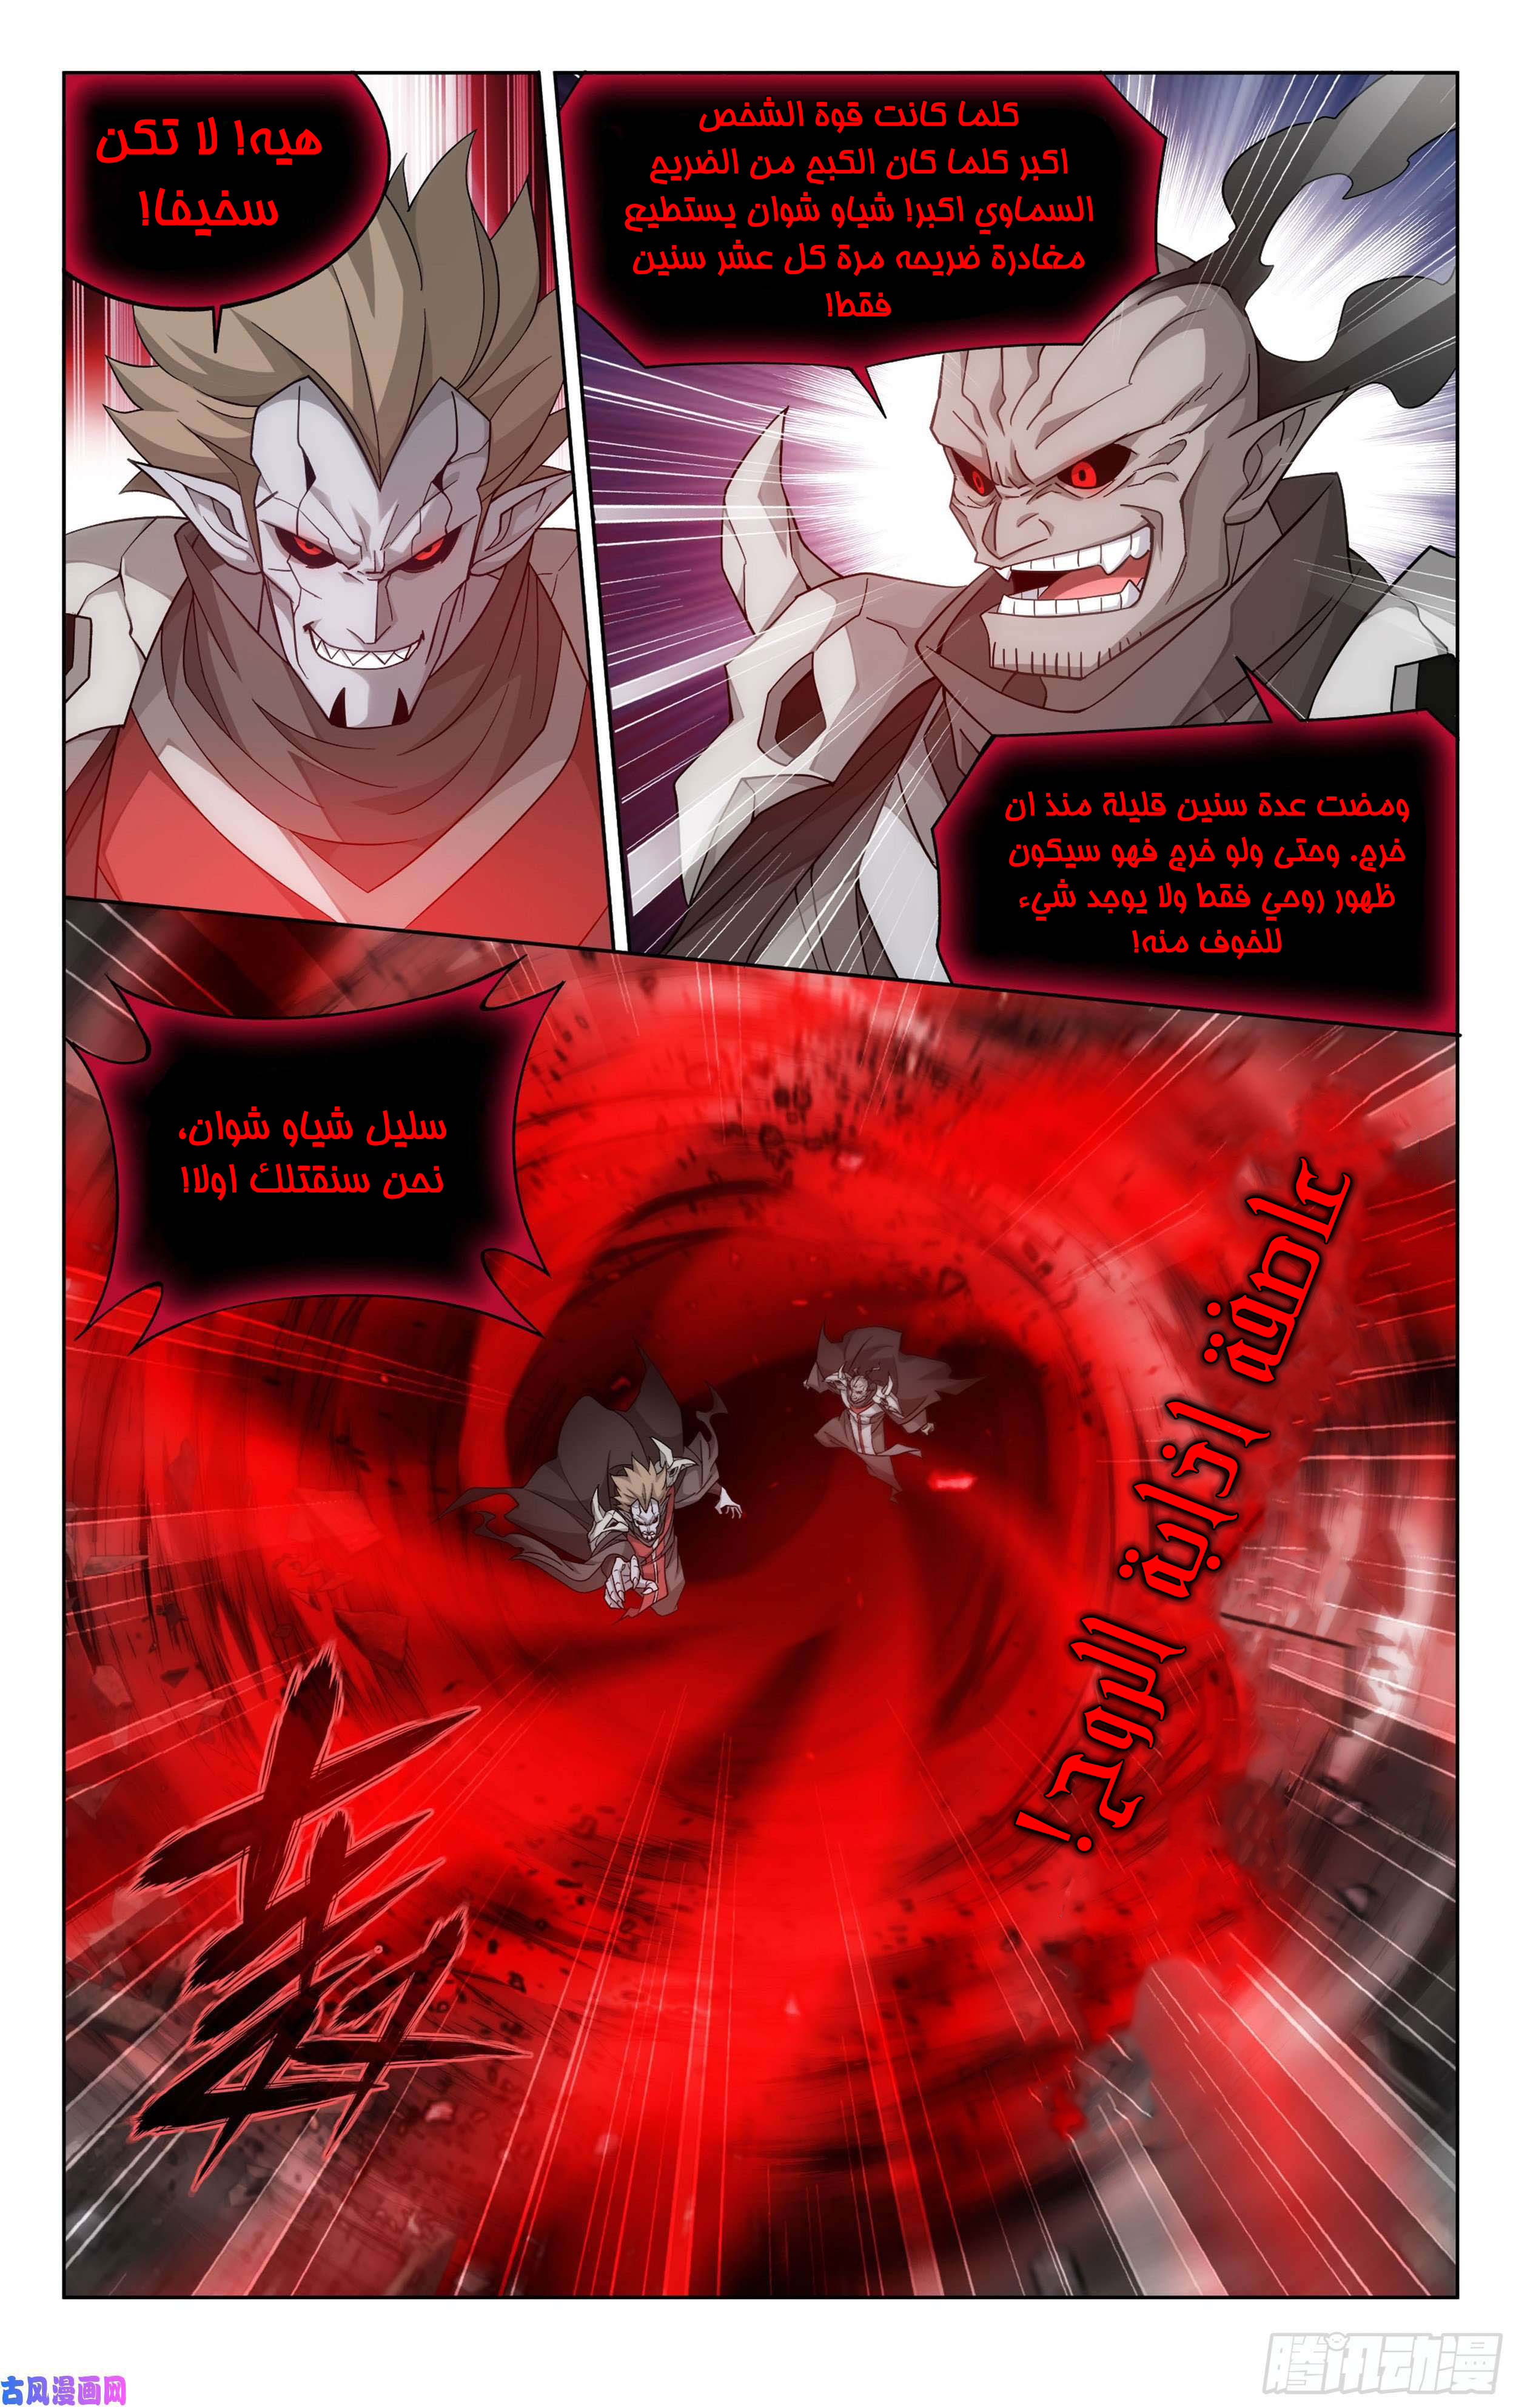 كلما كانت قوة الشخص
اكبر كلما كان الكبح من الضريح
السماوي اكبر! شياو شوان يستطيع
مغادرة ضريحه مرة كل عشر سنين
فقط!
ومضت عدة سنين قليلة منذ ان
خرج. وحتى ولو خرج فهو سيكون
ظهور روحي فقط ولا يوجد شيء
للخوف منه!
هيه! لا تكن
سخيفا!
سليل شياو شوان،
نحن سنقتلك اولا!
عاصفة اذابة الروح!
腾讯动漫
古风漫画网